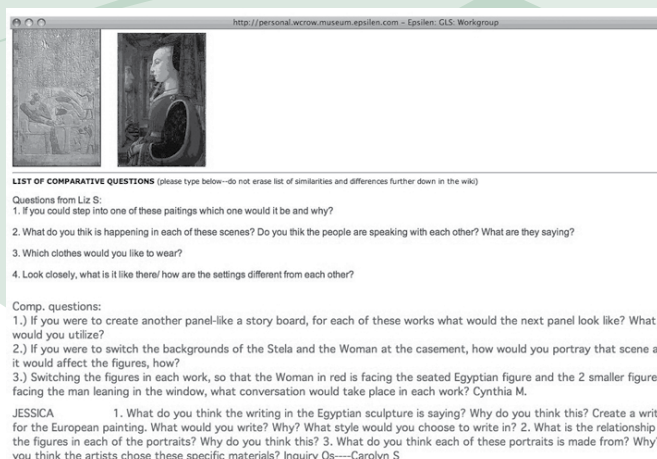 http://personal.wcrow.museum.epsilen.com – Epsilen: GLS: Workgroup
LIST OF COMPARATIVE QUESTIONS (please type below--do not erase list of similarities and differences further down in the wiki)
Questions from Liz S:
1. If you could step into one of these paitings which one would it be and why?
2. What do you thik is happening in each of these scenes? Do you thik the people are speaking with each other? What are they saying?
3. Which clothes would you like to wear?
4. Look closely, what is it like there/ how are the settings different from each other?
Comp. questions:
1.) If you were to create another panel-like a story board, for each of these works what would the next panel look like? What
would you utilize?
2.) If you were to switch the backgrounds of the Stela and the Woman at the casement, how would you portray that scene a
it would affect the figures, how?
3.) Switching the figures in each work, so that the Woman in red is facing the seated Egyptian figure and the 2 smaller figure
facing the man leaning in the window, what conversation would take place in each work? Cynthia M.
JESSICA 1. What do you think the writing in the Egyptian sculpture is saying? Why do you think this? Create a writ
for the European painting. What would you write? Why? What style would you choose to write in? 2. What is the relationship
the figures in each of the portraits? Why do you think this? 3. What do you think each of these portraits is made from? Why?
you think the artists chose these specific materials? Inquiry Qs----Carolyn S